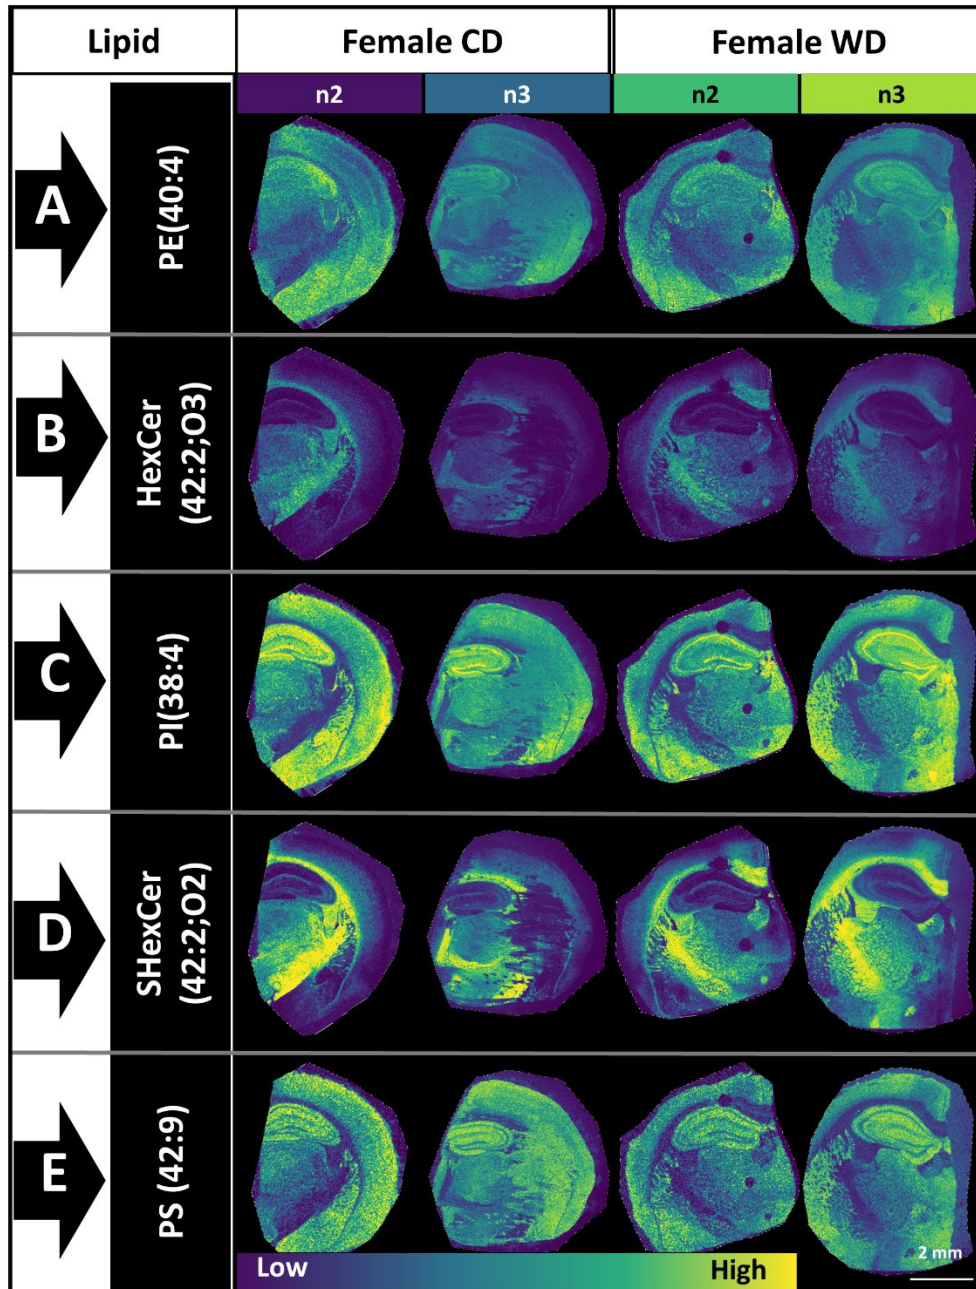 Lipid
Female CD
Female WD
n2
n3
n2
n3
A
PE(40:4)
B
HexCer
(42:2;O3)
C
PI(38:4)
D
SHexCer
(42:2;O2)
E
PS (42:9)
2 mm
Low
High